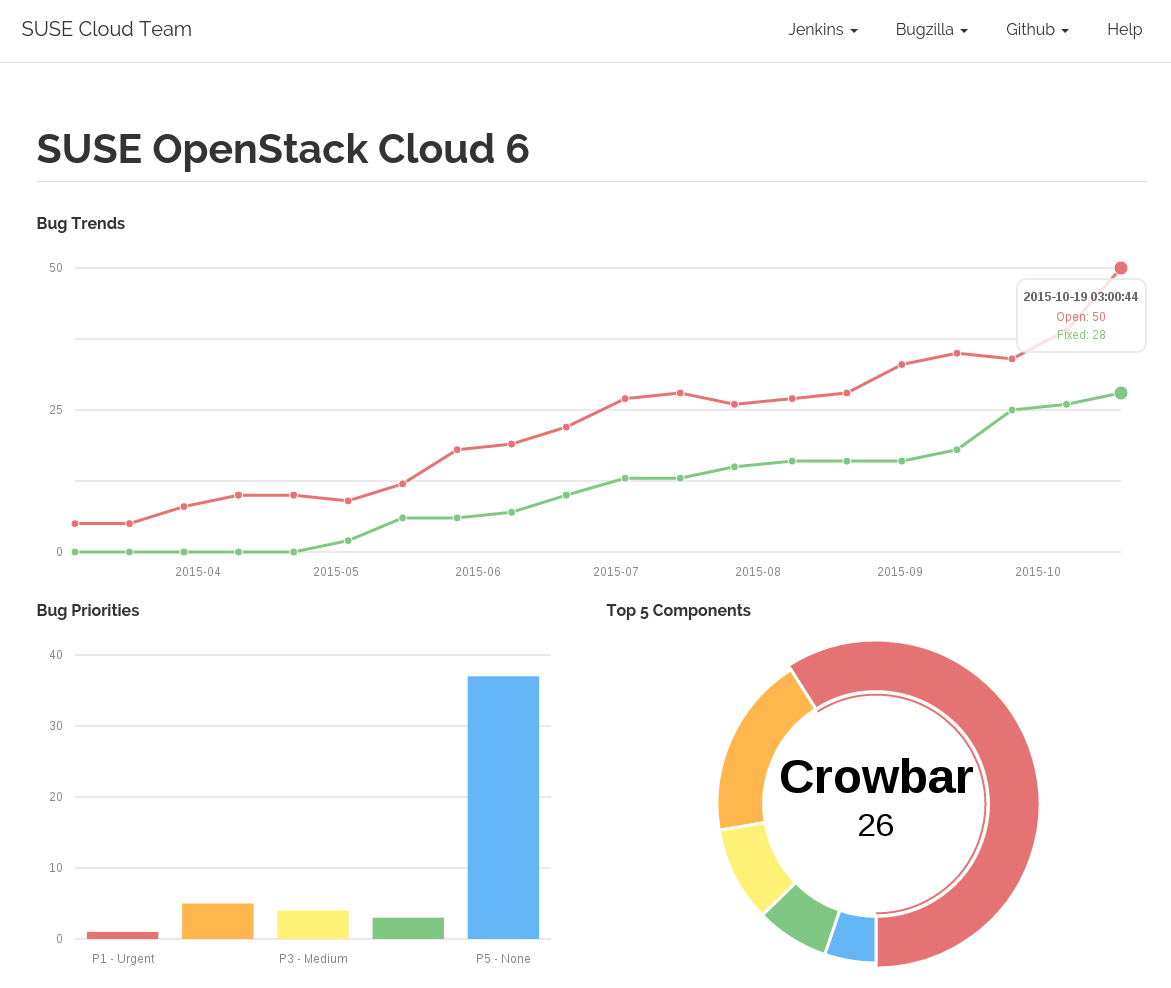 SUSE Cloud Team Jenkins Bugzilla Github Help
SUSE OpenStack Cloud 6
Bug Trends
50
2015-10-19 03:00:44
Open: 50
Fixed: 28
25
0
2015-04 2015-05 2015-06 2015-07 2015-08 2015-09 2015-10
Bug Priorities
40
30
20
10
0
P1 - Urgent P3 - Medium P5 - None
Top 5 Components
Crowbar
26